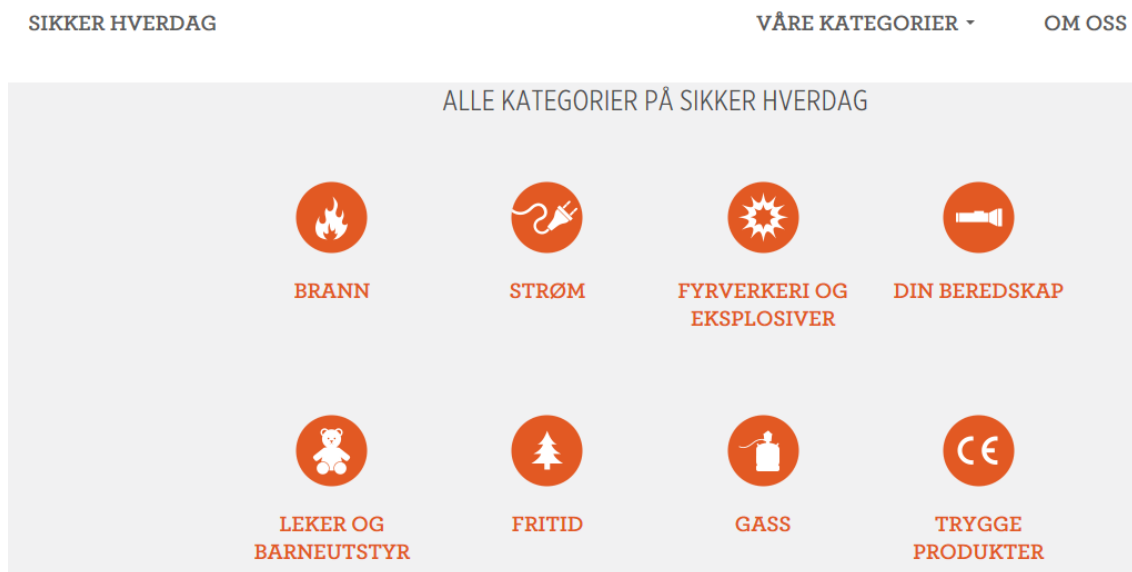 SIKKER HVERDAG
VÅRE KATEGORIER
OM OSS
ALLE KATEGORIER PÅ SIKKER HVERDAG
BRANN
STRØM
FYRVERKERI OG
EKSPLOSIVER
DIN BEREDSKAP
LEKER OG
BARNEUTSTYR
FRITID
GASS
CE
TRYGGE
PRODUKTER